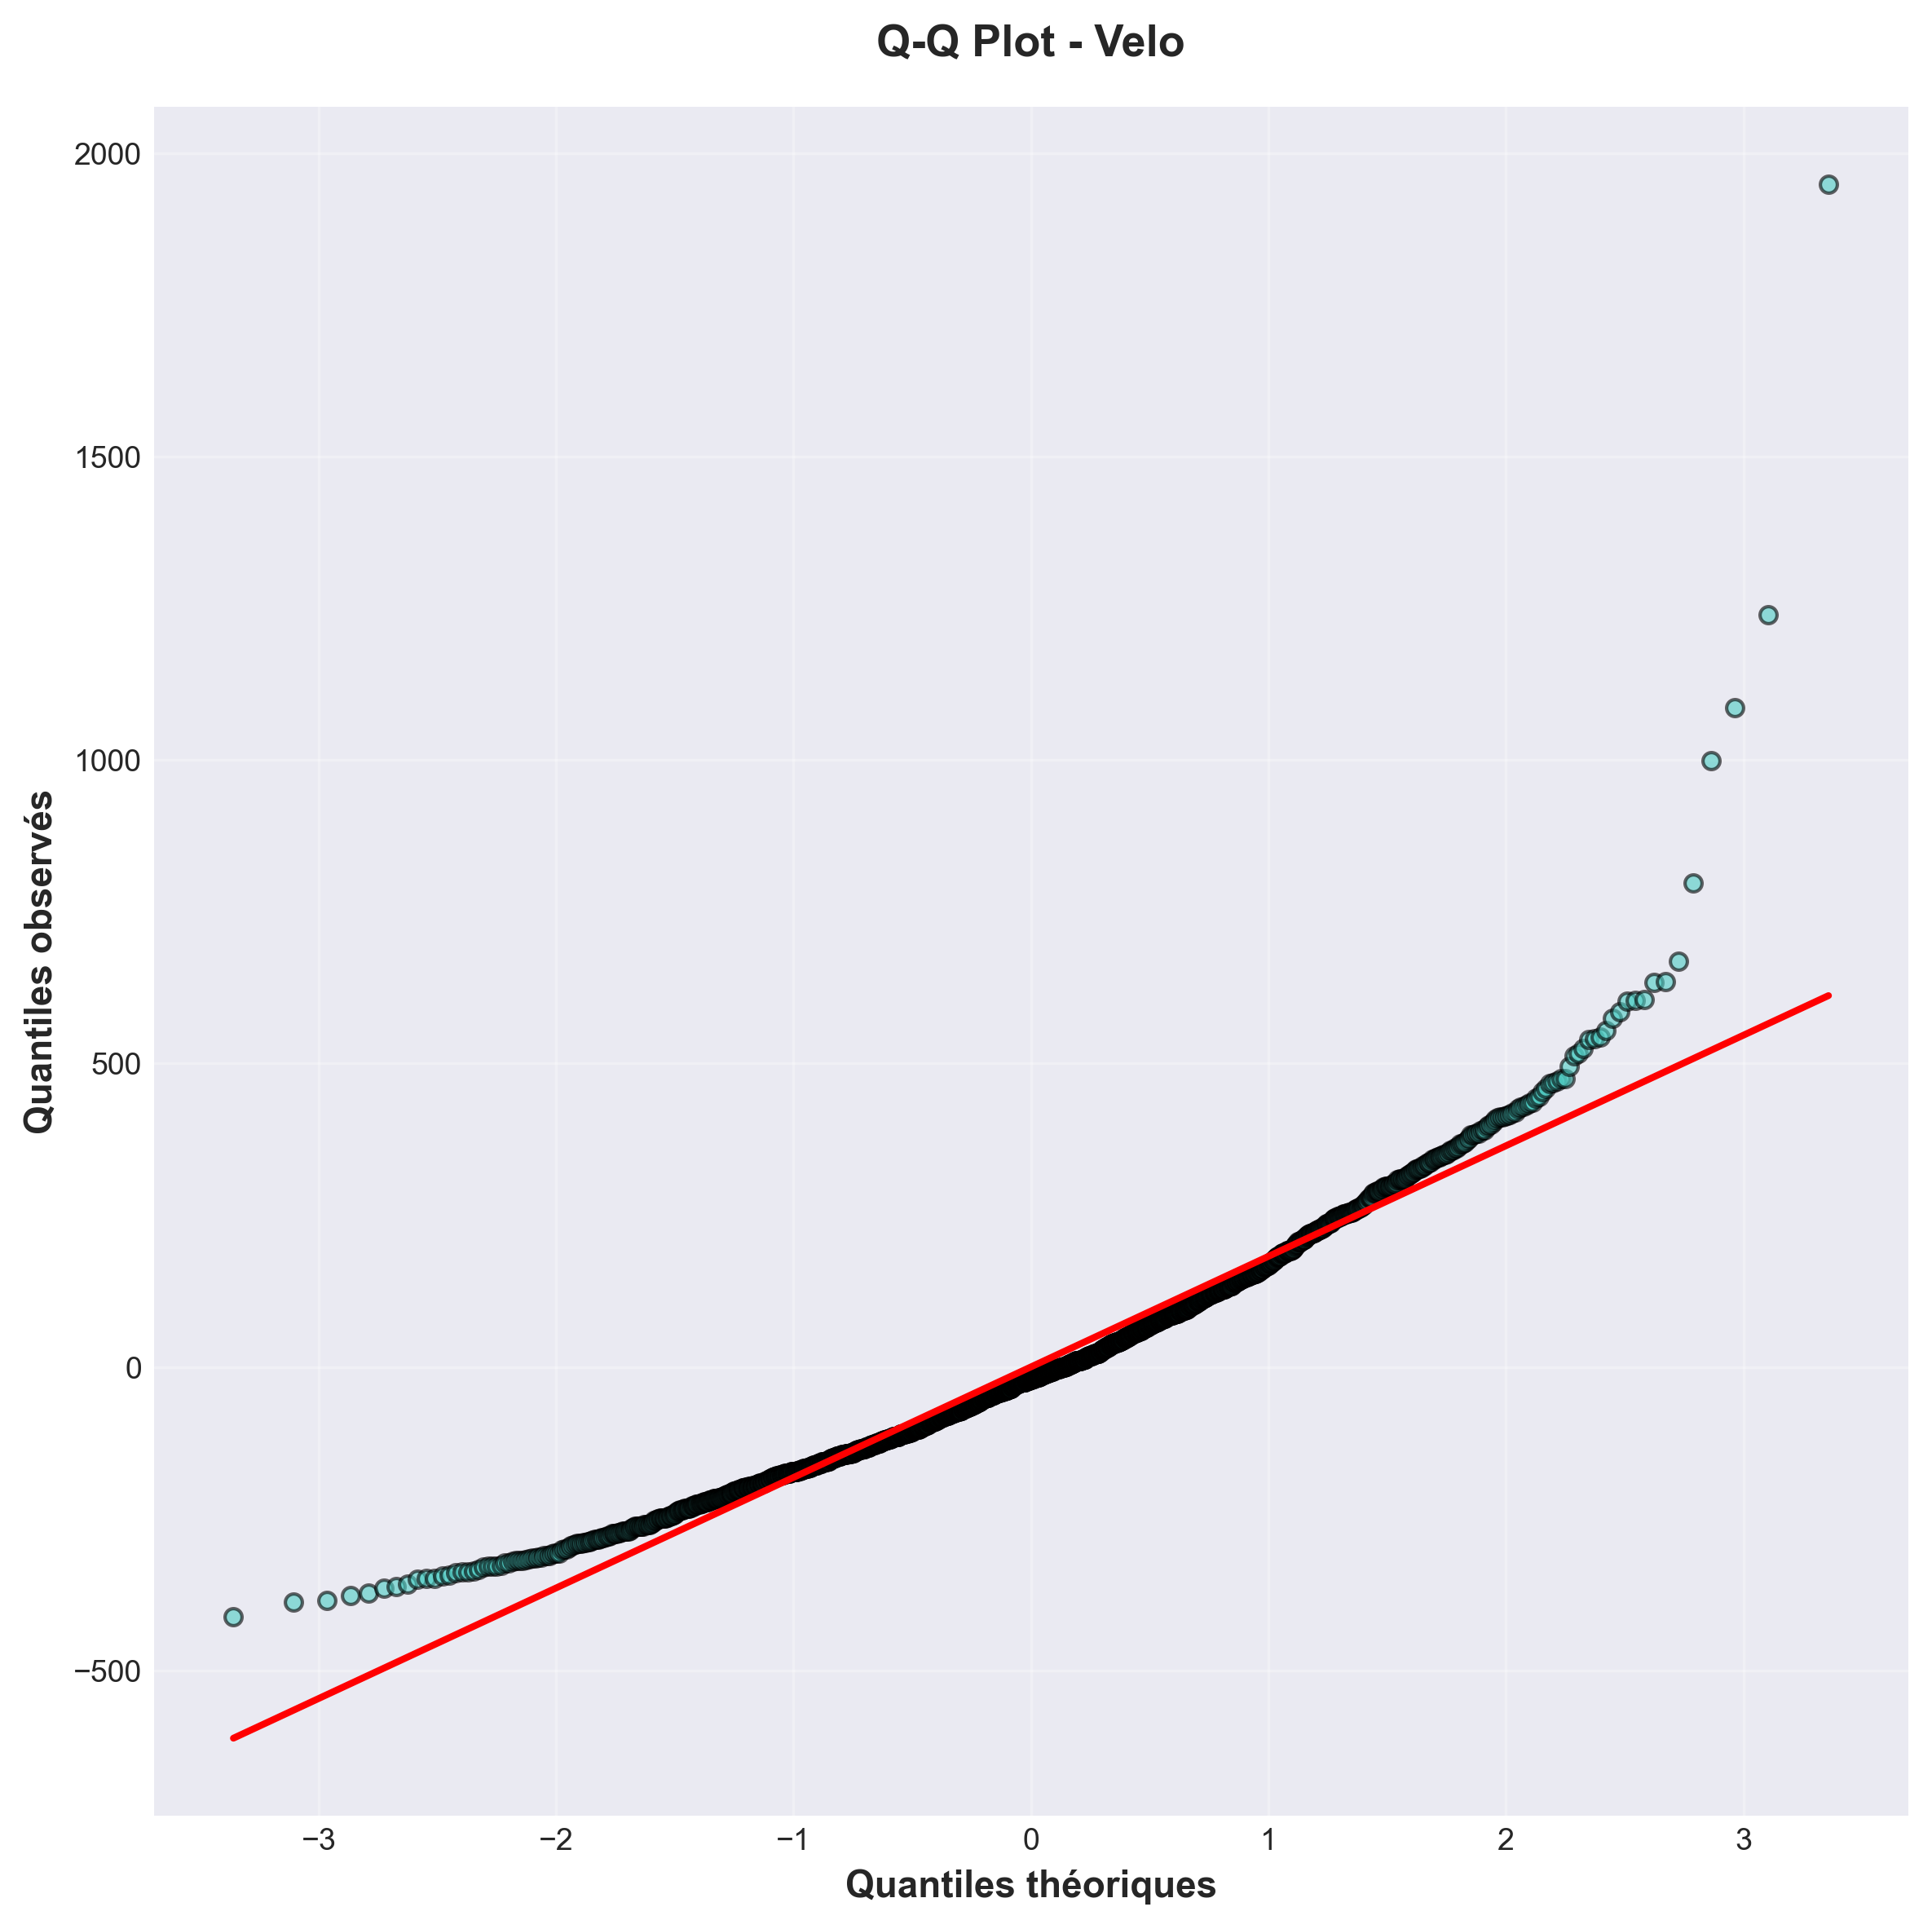 Q-Q Plot - Velo
2000
1500
1000
500
0
−500
Quantiles observés
−3 −2 −1 0 1 2 3
Quantiles théoriques